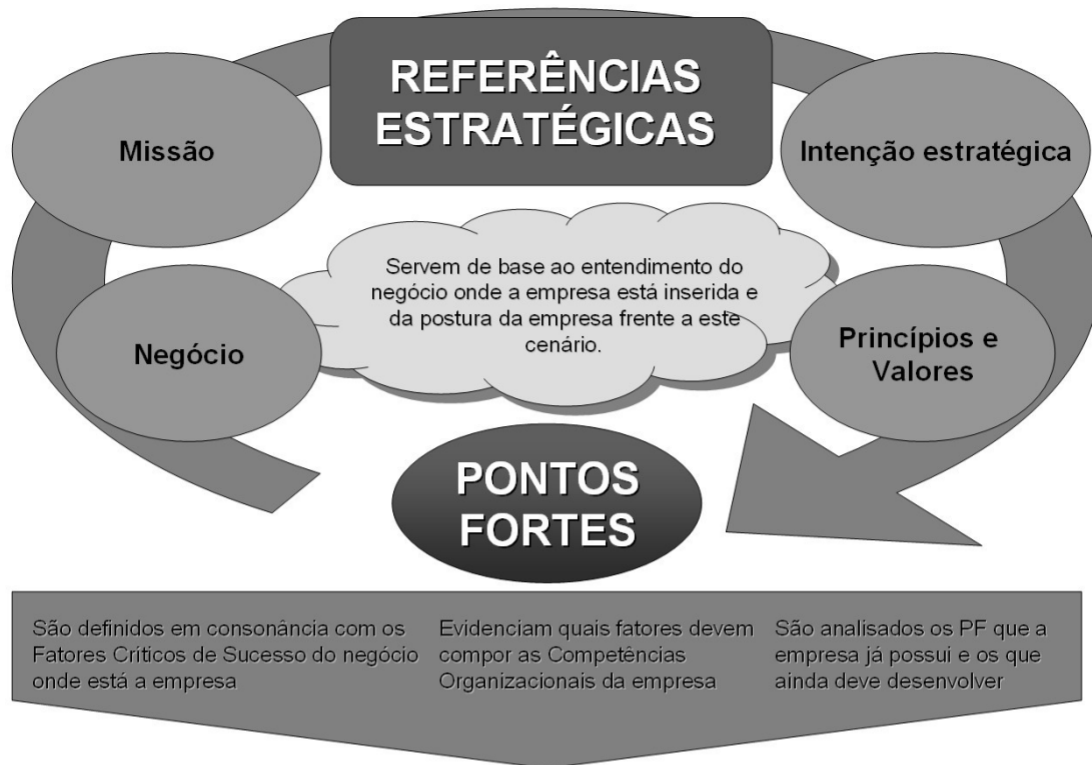 REFERÊNCIAS
ESTRATÉGICAS
Missão
Intenção estratégica
Servem de base ao entendimento do
negócio onde a empresa está inserida e
da postura da empresa frente a este
cenário.
Negócio
Princípios e
Valores
PONTOS
FORTES
São definidos em consonância com os
Fatores Críticos de Sucesso do negócio
onde está a empresa
Evidenciam quais fatores devem
compor as Competências
Organizacionais da empresa
São analisados os PF que a
empresa já possui e os que
ainda deve desenvolver